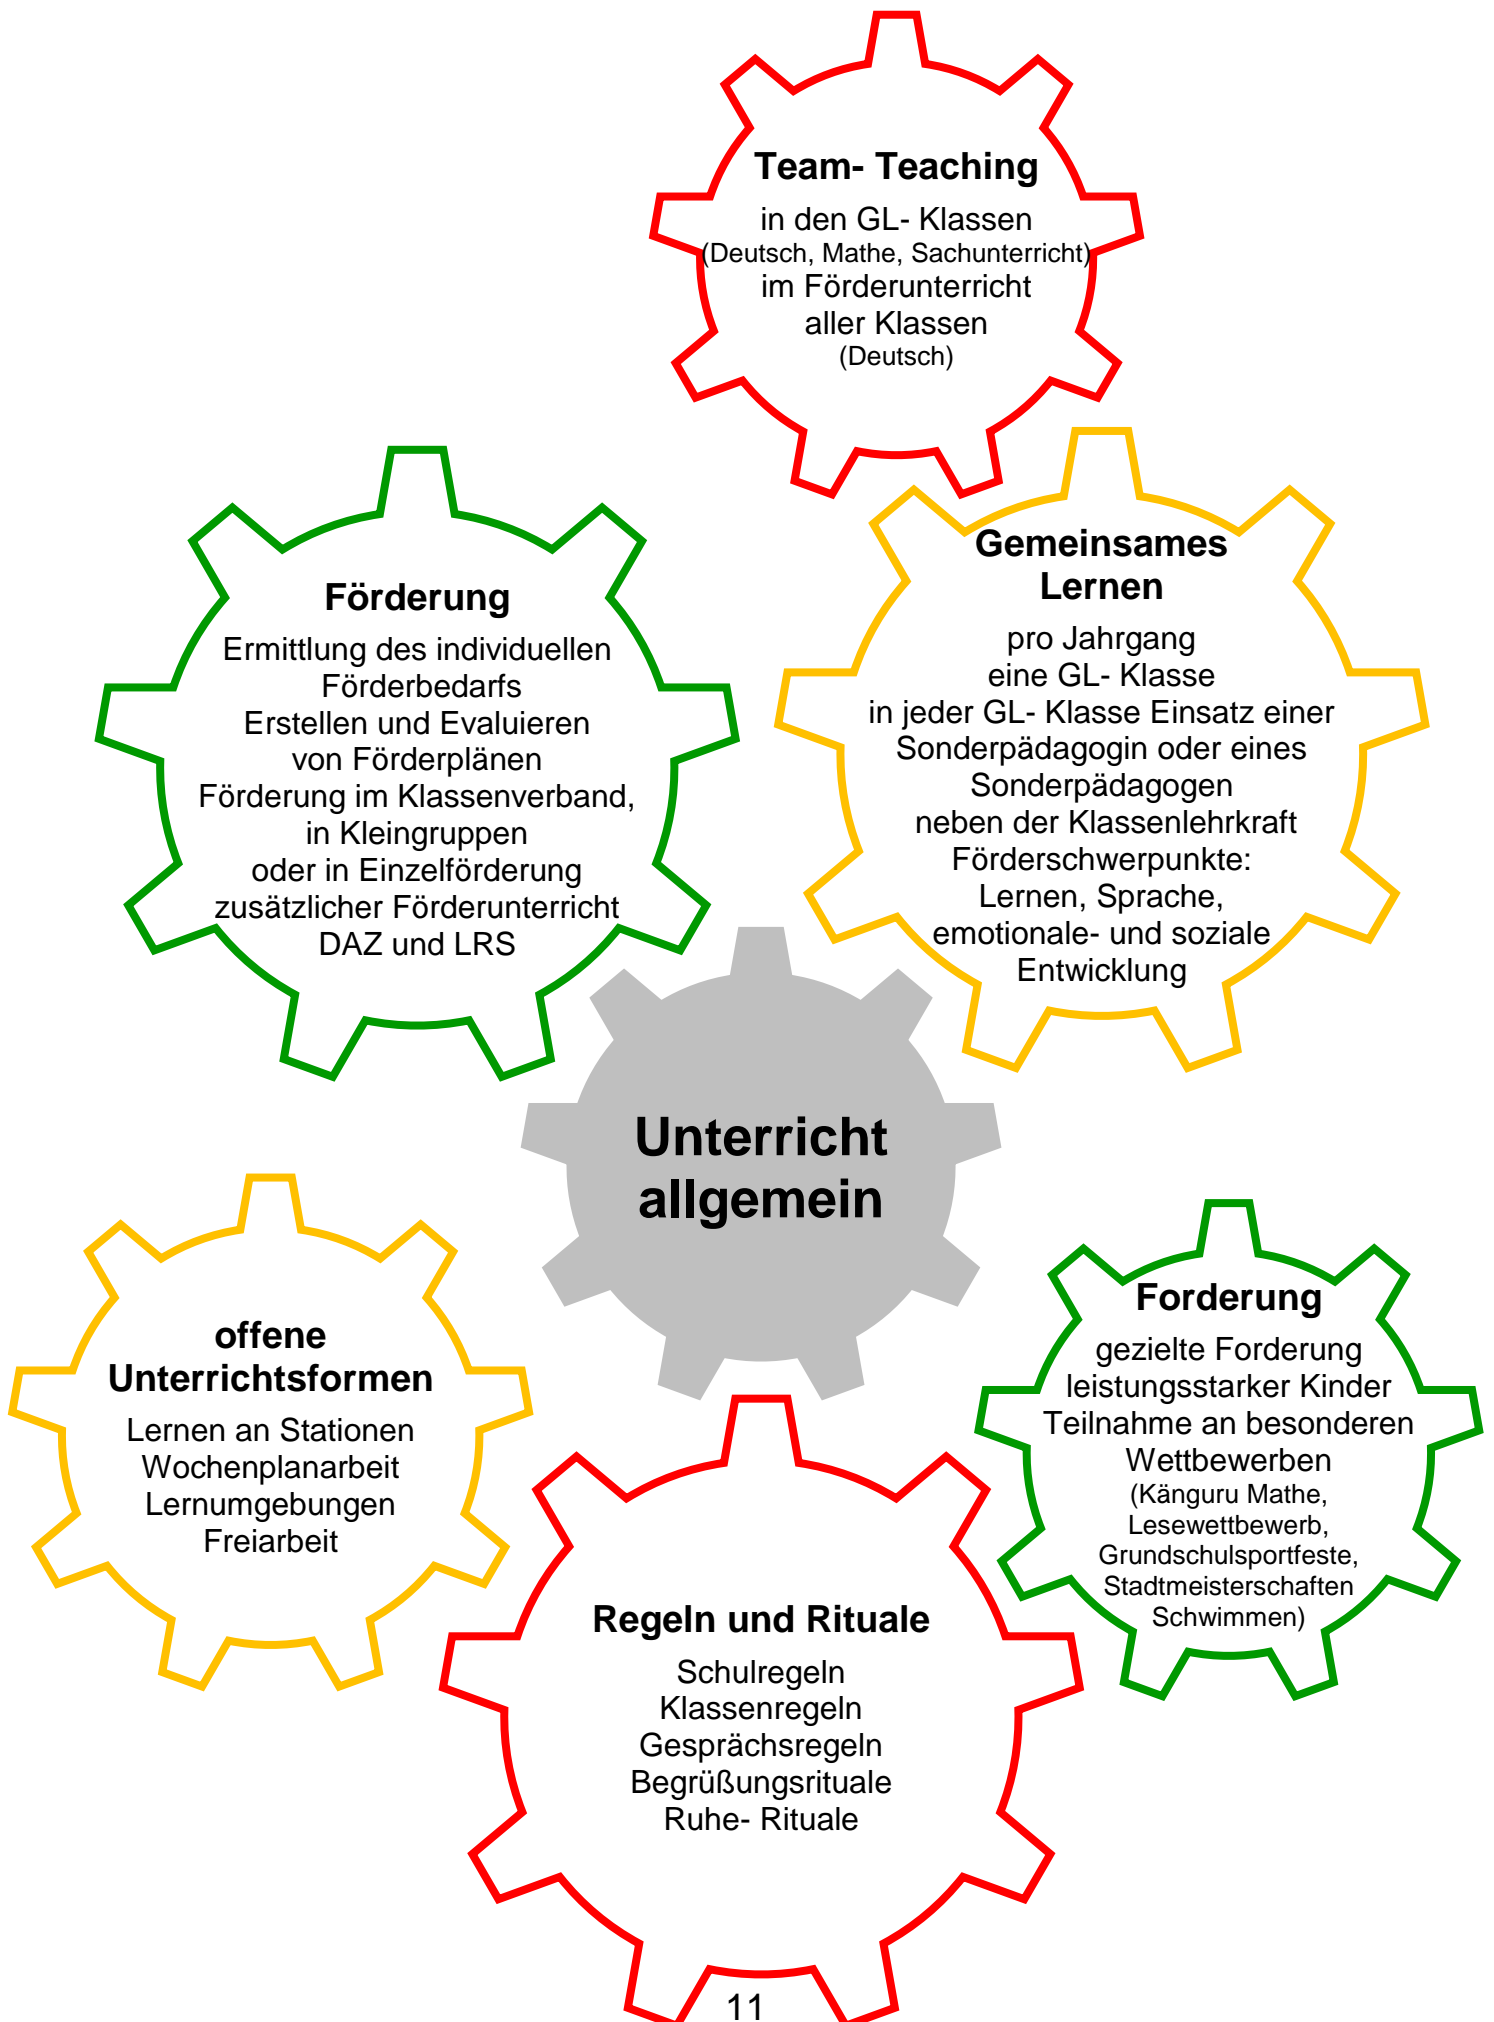 Team- Teaching
in den GL- Klassen
(Deutsch, Mathe, Sachunterricht)
im Förderunterricht
aller Klassen
(Deutsch)
Förderung
Ermittlung des individuellen
Förderbedarfs
Erstellen und Evaluieren
von Förderplänen
Förderung im Klassenverband,
in Kleingruppen
oder in Einzelförderung
zusätzlicher Förderunterricht
DAZ und LRS
Gemeinsames
Lernen
pro Jahrgang
eine GL- Klasse
in jeder GL- Klasse Einsatz einer
Sonderpädagogin oder eines
Sonderpädagogen
neben der Klassenlehrkraft
Förderschwerpunkte:
Lernen, Sprache,
emotionale- und soziale
Entwicklung
Unterricht
allgemein
offene
Unterrichtsformen
Lernen an Stationen
Wochenplanarbeit
Lernumgebungen
Freiarbeit
Forderung
gezielte Forderung
leistungsstarker Kinder
Teilnahme an besonderen
Wettbewerben
(Känguru Mathe,
Lesewettbewerb,
Grundschulsportfeste,
Stadtmeisterschaften
Schwimmen)
Regeln und Rituale
Schulregeln
Klassenregeln
Gesprächsregeln
Begrüßungsrituale
Ruhe- Rituale
11